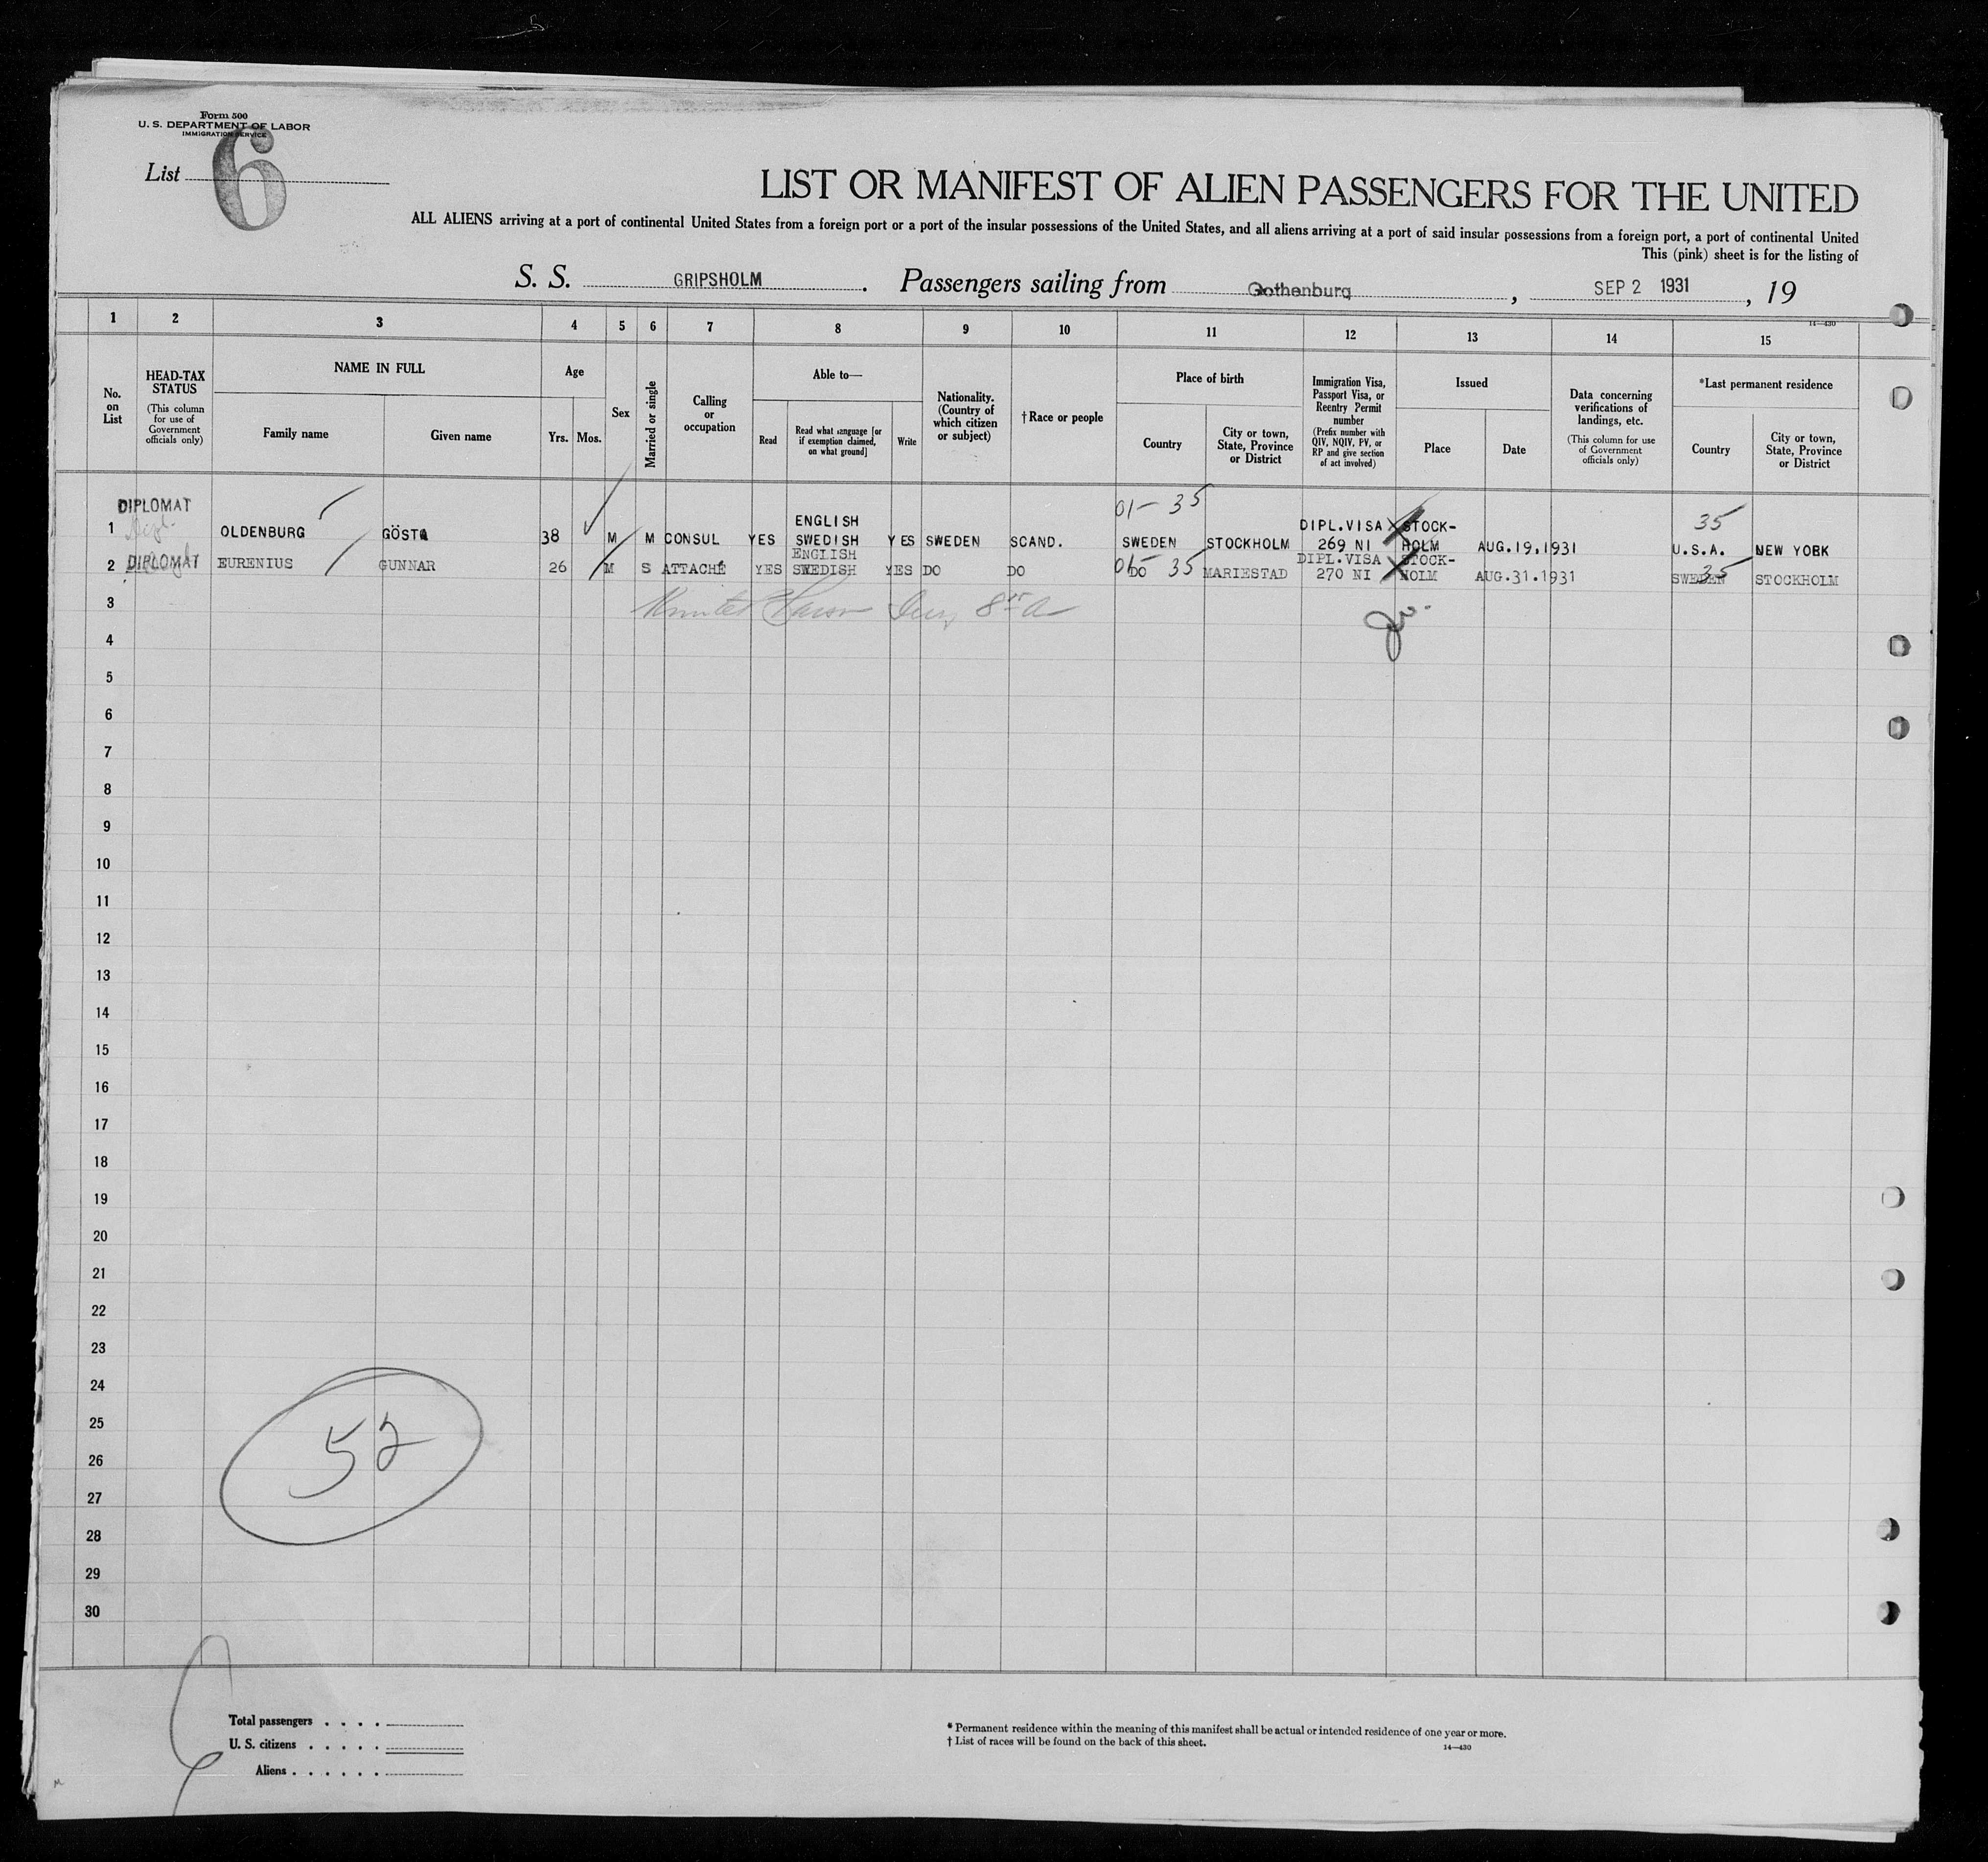 Form 500
U. S. DEPARTMENT OF LABOR
IMMIGRATION SERVICE
List 6
LIST OR MANIFEST OF ALIEN PASSENGERS FOR THE UNITED
ALL ALIENS arriving at a port of continental United States from a foreign port or a port of the insular possessions of the United States, and all aliens arriving at a port of said insular possessions from a foreign port, a port of continental United
This (pink) sheet is for the listing of
S. S. GRIPSHOLM. Passengers sailing from Gothenburg, SEP 2 1931, 19
14—430
1 2 3 4 5 6 7 8 9 10 11 12 13 14 15
No. on List
HEAD-TAX STATUS
(This column for use of Government officials only)
NAME IN FULL
Family name
Given name
Age
Yrs.
Mos.
Sex
Married or single
Calling or occupation
Able to—
Read
Read what language [or if exemption claimed, on what ground]
Write
Nationality. (Country of which citizen or subject)
†Race or people
Place of birth
Country
City or town, State, Province or District
Immigration Visa, Passport Visa, or Reentry Permit number
(Prefix number with QIV, NQIV, PV, or RP and give section of act involved)
Issued
Place
Date
Data concerning verifications of landings, etc.
(This column for use of Government officials only)
*Last permanent residence
Country
City or town, State, Province or District
DIPLOMAT
01- 35
35
1 OLDENBURG GÖSTA 38 M M CONSUL YES ENGLISH SWEDISH YES SWEDEN SCAND. SWEDEN STOCKHOLM DIPL.VISA 269 NI STOCK-HOLM AUG.19,1931 U.S.A. NEW YORK
2 DIPLOMAT EURENIUS GUNNAR 26 M S ATTACHÉ YES ENGLISH SWEDISH YES DO DO DO MARIESTAD DIPL.VISA 270 NI STOCK-HOLM AUG.31.1931 SWEDEN STOCKHOLM
01- 35
35
3
4
5
6
7
8
9
10
11
12
13
14
15
16
17
18
19
20
21
22
23
24
25
26
27
28
29
30
52
Total passengers . . . .
U. S. citizens . . . . .
Aliens . . . . . .
* Permanent residence within the meaning of this manifest shall be actual or intended residence of one year or more.
† List of races will be found on the back of this sheet.
14—430